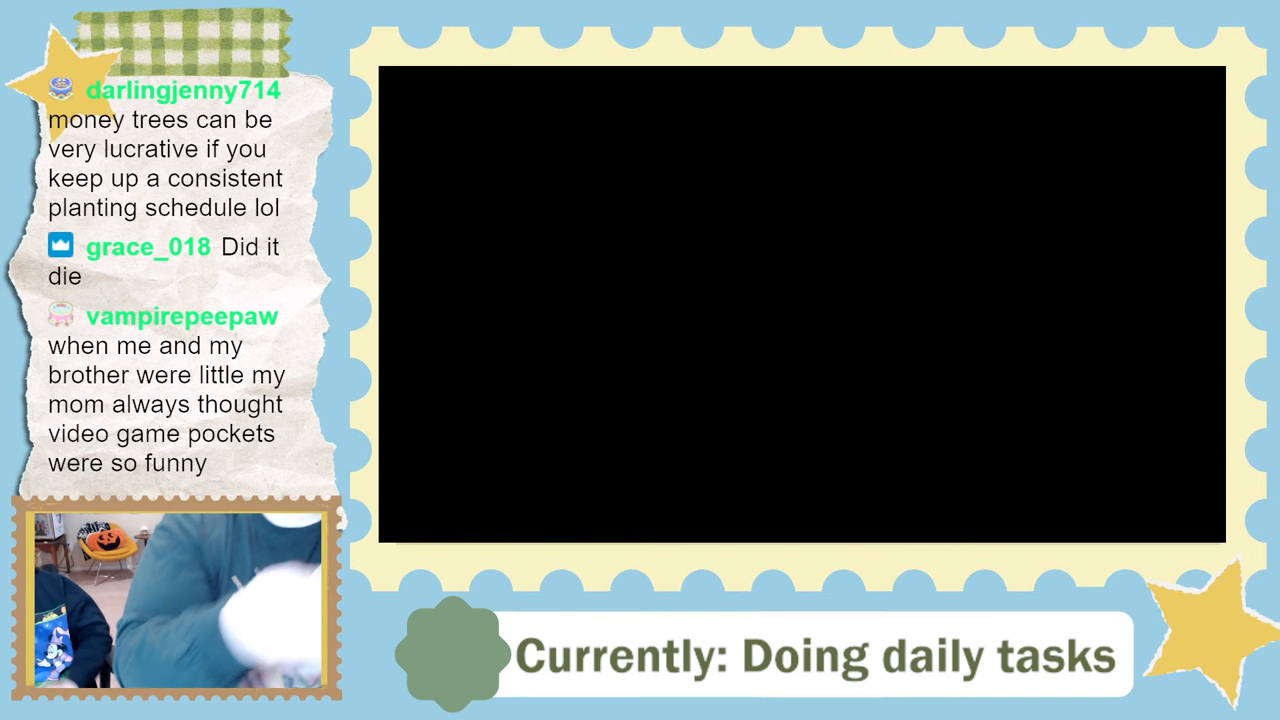 darlingjenny714
money trees can be
very lucrative if you
keep up a consistent
planting schedule lol
grace_018 Did it
die
vampirepeepaw
when me and my
brother were little my
mom always thought
video game pockets
were so funny
Currently: Doing daily tasks